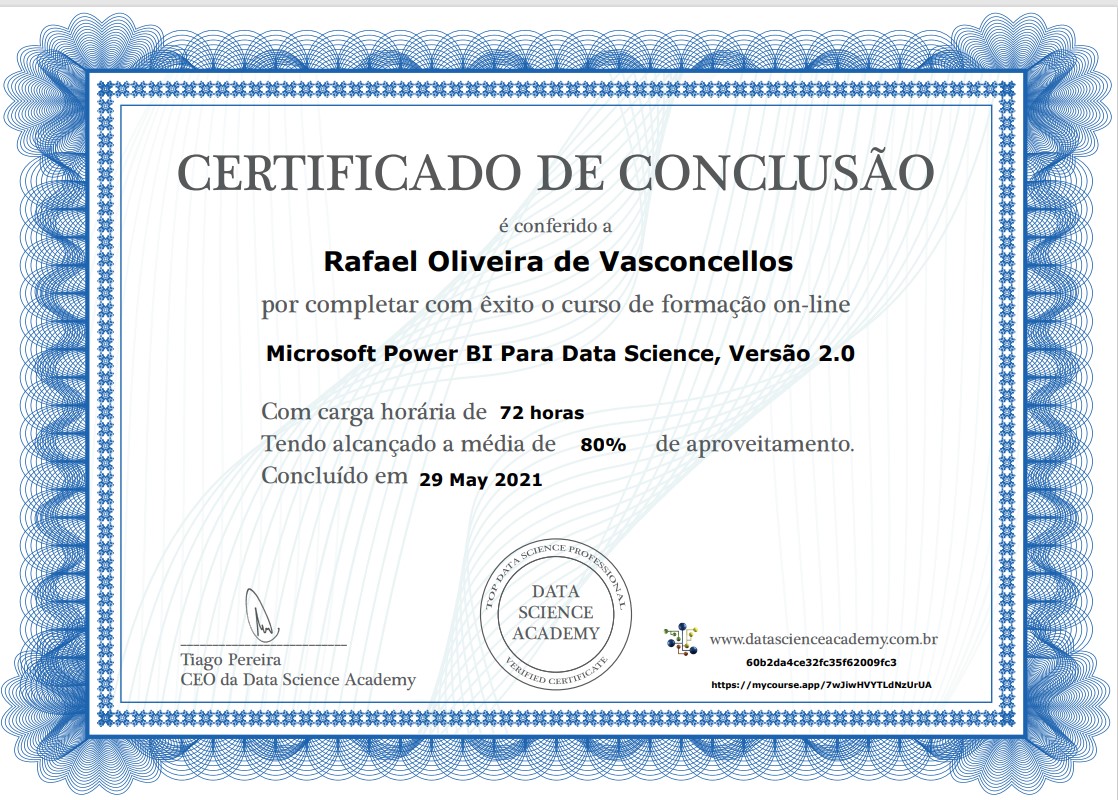 CERTIFICADO DE CONCLUSÃO
é conferido a
Rafael Oliveira de Vasconcellos
por completar com êxito o curso de formação on-line
Microsoft Power BI Para Data Science, Versão 2.0
Com carga horária de 72 horas
Tendo alcançado a média de 80% de aproveitamento.
Concluído em 29 May 2021
TOP DATA SCIENCE PROFESSIONAL
DATA
SCIENCE
ACADEMY
VERIFIED CERTIFICATE
Tiago Pereira
CEO da Data Science Academy
www.datascienceacademy.com.br
60b2da4ce32fc35f62009fc3
https://mycourse.app/7wJiwHVYTLdNzUrUA